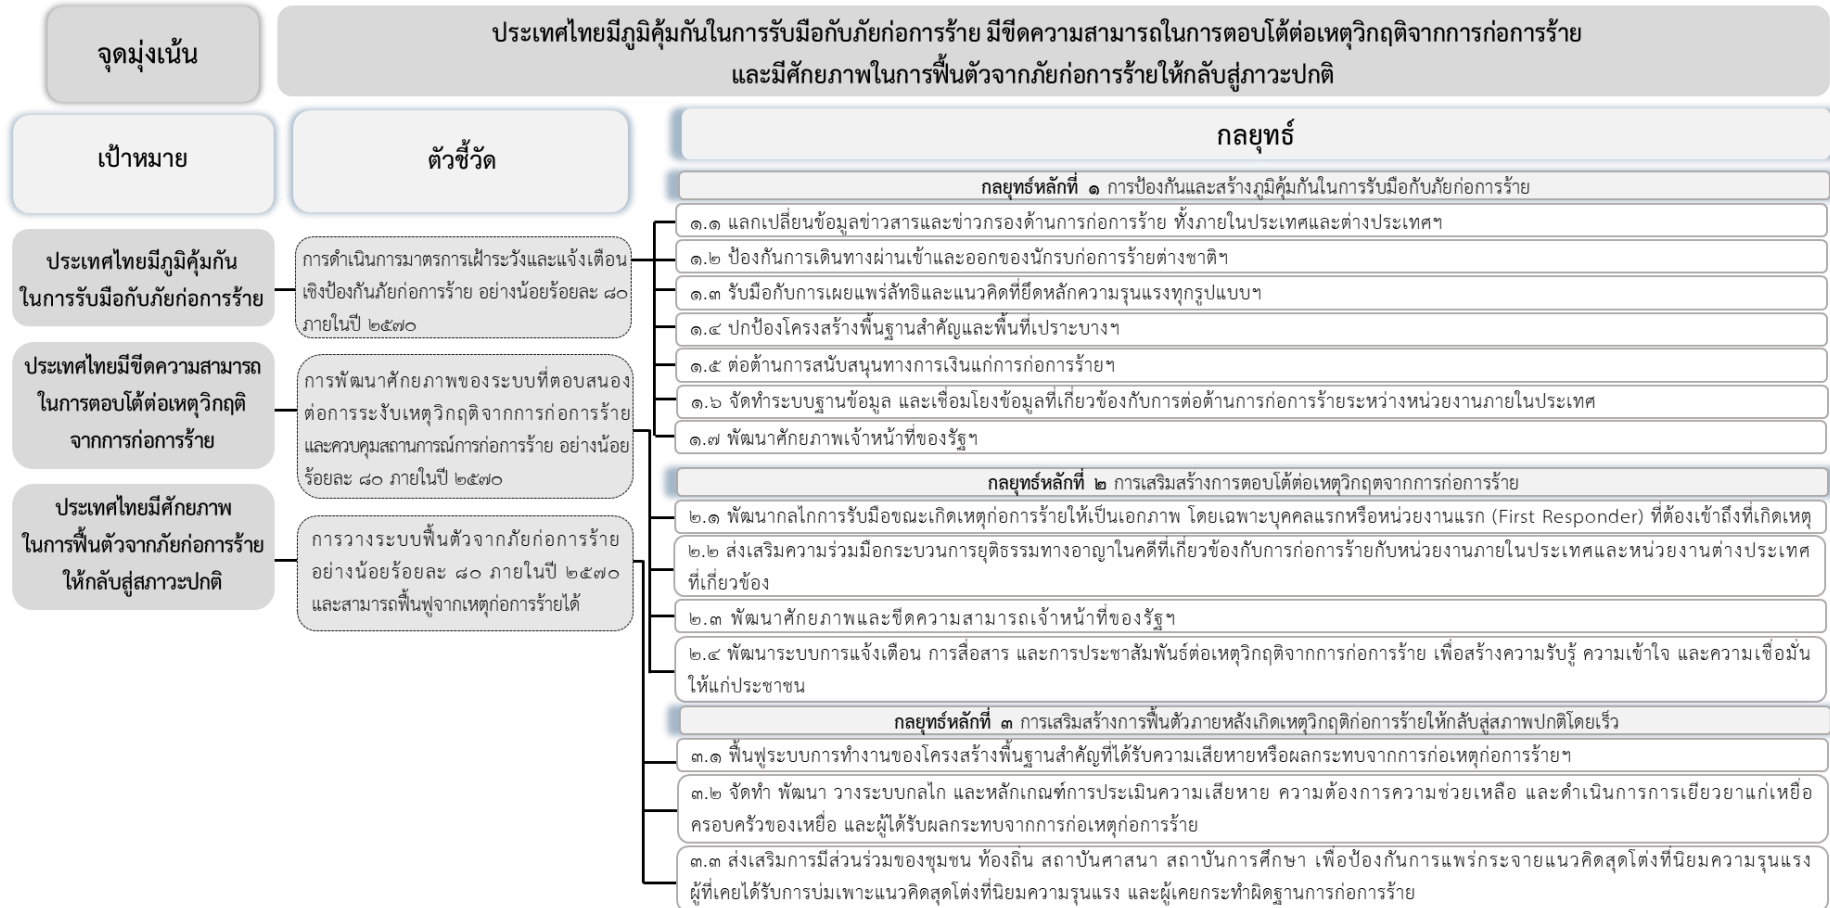 จุดมุ่งเน้น
ประเทศไทยมีภูมิคุ้มกันในการรับมือกับภัยก่อการร้าย มีขีดความสามารถในการตอบโต้ต่อเหตุวิกฤติจากการก่อการร้าย
และมีศักยภาพในการฟื้นตัวจากภัยก่อการร้ายให้กลับสู่ภาวะปกติ
เป้าหมาย
ตัวชี้วัด
กลยุทธ์
ประเทศไทยมีภูมิคุ้มกัน
ในการรับมือกับภัยก่อการร้าย
ประเทศไทยมีขีดความสามารถ
ในการตอบโต้ต่อเหตุวิกฤติ
จากการก่อการร้าย
ประเทศไทยมีศักยภาพ
ในการฟื้นตัวจากภัยก่อการร้าย
ให้กลับสู่สภาวะปกติ
การดำเนินการมาตรการเฝ้าระวังและแจ้งเตือน
เชิงป้องกันภัยก่อการร้าย อย่างน้อยร้อยละ ๘๐
ภายในปี ๒๕๗๐
การพัฒนาศักยภาพของระบบที่ตอบสนอง
ต่อการระงับเหตุวิกฤติจากการก่อการร้าย
และควบคุมสถานการณ์การก่อการร้าย อย่างน้อย
ร้อยละ ๘๐ ภายในปี ๒๕๗๐
การวางระบบฟื้นตัวจากภัยก่อการร้าย
อย่างน้อยร้อยละ ๘๐ ภายในปี ๒๕๗๐
และสามารถฟื้นฟูจากเหตุก่อการร้ายได้
กลยุทธ์หลักที่ ๑ การป้องกันและสร้างภูมิคุ้มกันในการรับมือกับภัยก่อการร้าย
๑.๑ แลกเปลี่ยนข้อมูลข่าวสารและข่าวกรองด้านการก่อการร้าย ทั้งภายในประเทศและต่างประเทศฯ
๑.๒ ป้องกันการเดินทางผ่านเข้าและออกของนักรบก่อการร้ายต่างชาติฯ
๑.๓ รับมือกับการเผยแพร่ลัทธิและแนวคิดที่ยึดหลักความรุนแรงทุกรูปแบบฯ
๑.๔ ปกป้องโครงสร้างพื้นฐานสำคัญและพื้นที่เปราะบางฯ
๑.๕ ต่อต้านการสนับสนุนทางการเงินแก่การก่อการร้ายฯ
๑.๖ จัดทำระบบฐานข้อมูล และเชื่อมโยงข้อมูลที่เกี่ยวข้องกับการต่อต้านการก่อการร้ายระหว่างหน่วยงานภายในประเทศ
๑.๗ พัฒนาศักยภาพเจ้าหน้าที่ของรัฐฯ
กลยุทธ์หลักที่ ๒ การเสริมสร้างการตอบโต้ต่อเหตุวิกฤตจากการก่อการร้าย
๒.๑ พัฒนากลไกการรับมือขณะเกิดเหตุก่อการร้ายให้เป็นเอกภาพ โดยเฉพาะบุคคลแรกหรือหน่วยงานแรก (First Responder) ที่ต้องเข้าถึงที่เกิดเหตุ
๒.๒ ส่งเสริมความร่วมมือกระบวนการยุติธรรมทางอาญาในคดีที่เกี่ยวข้องกับการก่อการร้ายกับหน่วยงานภายในประเทศและหน่วยงานต่างประเทศ
ที่เกี่ยวข้อง
๒.๓ พัฒนาศักยภาพและขีดความสามารถเจ้าหน้าที่ของรัฐฯ
๒.๔ พัฒนาระบบการแจ้งเตือน การสื่อสาร และการประชาสัมพันธ์ต่อเหตุวิกฤติจากการก่อการร้าย เพื่อสร้างความรับรู้ ความเข้าใจ และความเชื่อมั่น
ให้แก่ประชาชน
กลยุทธ์หลักที่ ๓ การเสริมสร้างการฟื้นตัวภายหลังเกิดเหตุวิกฤติก่อการร้ายให้กลับสู่สภาพปกติโดยเร็ว
๓.๑ ฟื้นฟูระบบการทำงานของโครงสร้างพื้นฐานสำคัญที่ได้รับความเสียหายหรือผลกระทบจากการก่อเหตุก่อการร้ายฯ
๓.๒ จัดทำ พัฒนา วางระบบกลไก และหลักเกณฑ์การประเมินความเสียหาย ความต้องการความช่วยเหลือ และดำเนินการการเยียวยาแก่เหยื่อ
ครอบครัวของเหยื่อ และผู้ได้รับผลกระทบจากการก่อเหตุก่อการร้าย
๓.๓ ส่งเสริมการมีส่วนร่วมของชุมชน ท้องถิ่น สถาบันศาสนา สถาบันการศึกษา เพื่อป้องกันการแพร่กระจายแนวคิดสุดโต่งที่นิยมความรุนแรง
ผู้ที่เคยได้รับการบ่มเพาะแนวคิดสุดโต่งที่นิยมความรุนแรง และผู้เคยกระทำผิดฐานการก่อการร้าย